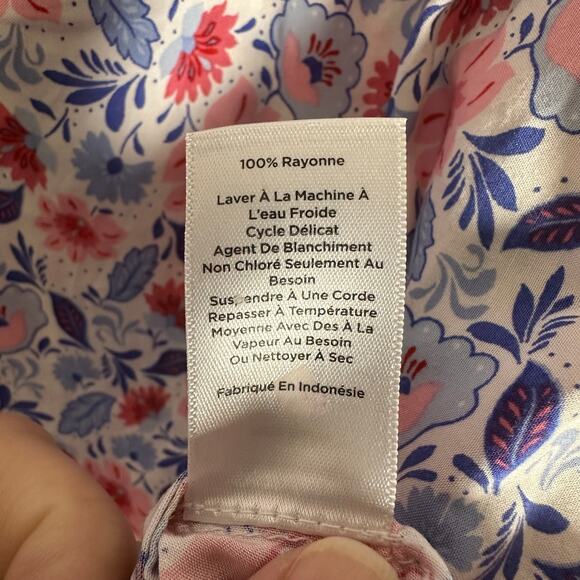 100% Rayonne
Laver À La Machine À
L'eau Froide
Cycle Délicat
Agent De Blanchiment
Non Chloré Seulement Au
Besoin
Suspendre À Une Corde
Repasser À Température
Moyenne Avec Des À La
Vapeur Au Besoin
Ou Nettoyer À Sec
Fabriqué En Indonésie